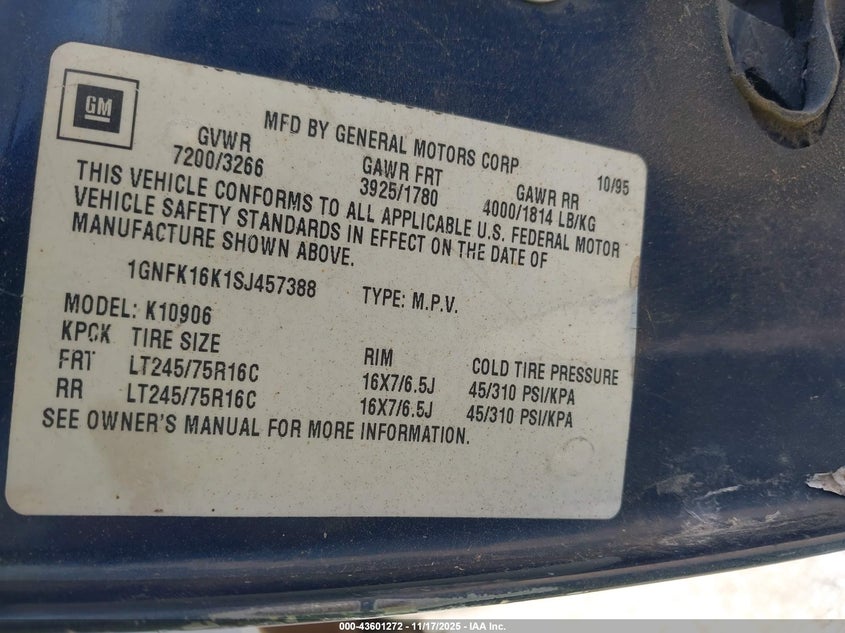 GM
MFD BY GENERAL MOTORS CORP 10/95
GVWR GAWR FRT GAWR RR
7200/3266 3925/1780 4000/1814 LB/KG
THIS VEHICLE CONFORMS TO ALL APPLICABLE U.S. FEDERAL MOTOR
VEHICLE SAFETY STANDARDS IN EFFECT ON THE DATE OF
MANUFACTURE SHOWN ABOVE.
1GNFK16K1SJ457388 TYPE: M.P.V.
MODEL: K10906
KPCK TIRE SIZE RIM COLD TIRE PRESSURE
FRT LT245/75R16C 16X7/6.5J 45/310 PSI/KPA
RR LT245/75R16C 16X7/6.5J 45/310 PSI/KPA
SEE OWNER'S MANUAL FOR MORE INFORMATION.
000-43601272 - 11/17/2025 - IAA Inc.